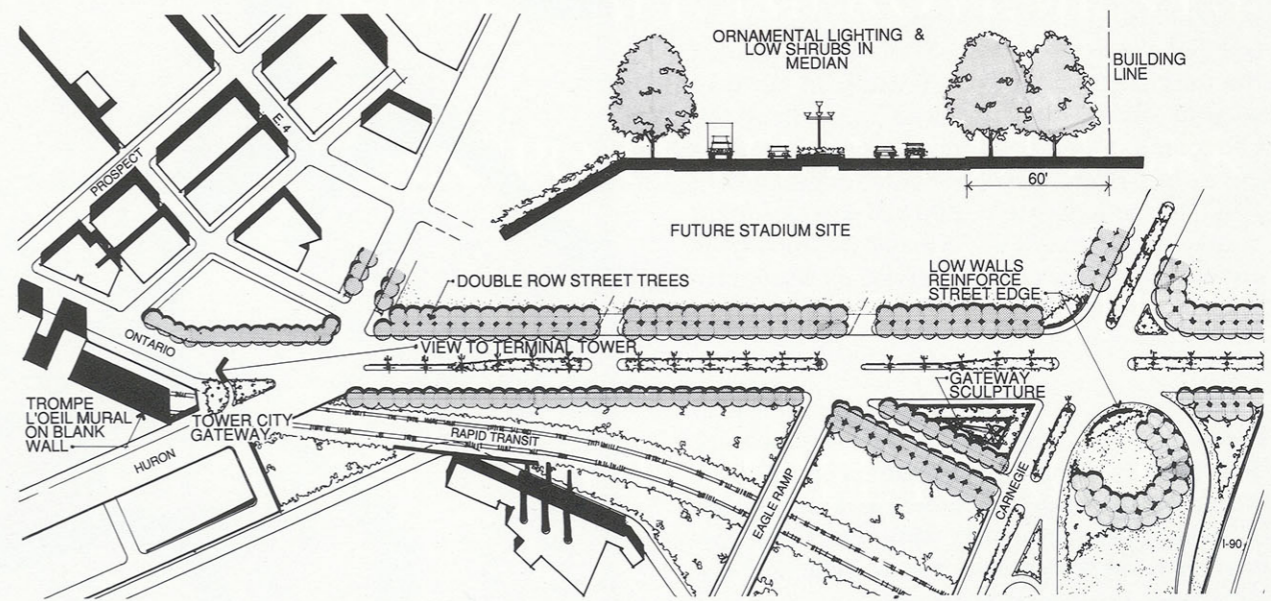 ORNAMENTAL LIGHTING &
LOW SHRUBS IN
MEDIAN
BUILDING
LINE
60'
E 4
PROSPECT
FUTURE STADIUM SITE
DOUBLE ROW STREET TREES
LOW WALLS
REINFORCE
STREET EDGE
ONTARIO
VIEW TO TERMINAL TOWER
GATEWAY
SCULPTURE
TROMPE
L'OEIL MURAL
ON BLANK
WALL
TOWER CITY
GATEWAY
RAPID TRANSIT
HURON
EAGLE RAMP
CARNEGIE
I-90